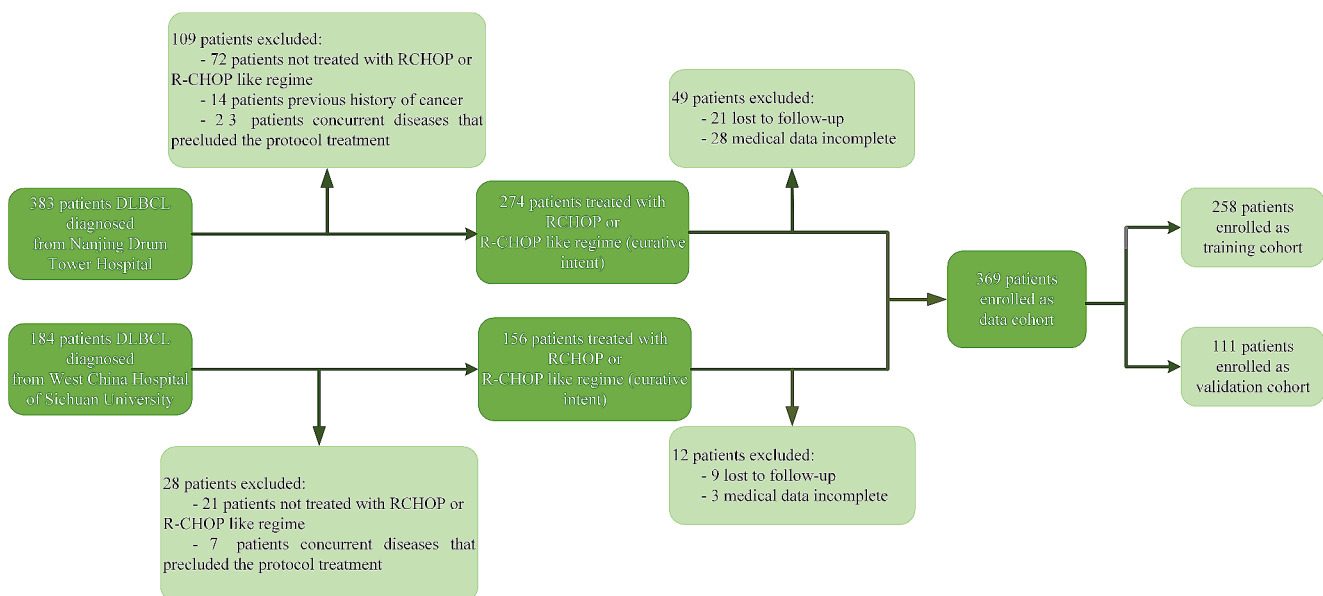 109 patients excluded:
- 72 patients not treated with RCHOP or
R-CHOP like regime
- 14 patients previous history of cancer
- 2 3 patients concurrent diseases that
precluded the protocol treatment
49 patients excluded:
- 21 lost to follow-up
- 28 medical data incomplete
383 patients DLBCL
diagnosed
from Nanjing Drum
Tower Hospital
274 patients treated with
RCHOP or
R-CHOP like regime (curative
intent)
258 patients
enrolled as
training cohort
369 patients
enrolled as
data cohort
184 patients DLBCL
diagnosed
from West China Hospital
of Sichuan University
156 patients treated with
RCHOP or
R-CHOP like regime (curative
intent)
111 patients
enrolled as
validation cohort
28 patients excluded:
- 21 patients not treated with RCHOP or
R-CHOP like regime
- 7 patients concurrent diseases that
precluded the protocol treatment
12 patients excluded:
- 9 lost to follow-up
- 3 medical data incomplete